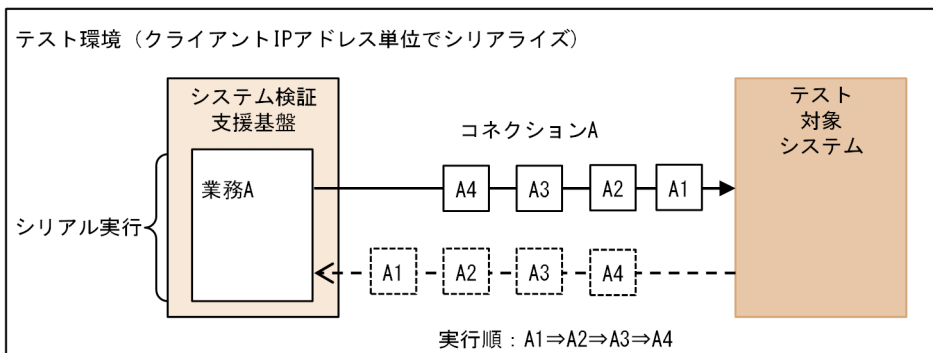 テスト環境（クライアントIPアドレス単位でシリアライズ）
システム検証
支援基盤
テスト
対象
システム
コネクションA
業務A
A4
A3
A2
A1
シリアル実行
A1
A2
A3
A4
実行順：A1⇒A2⇒A3⇒A4